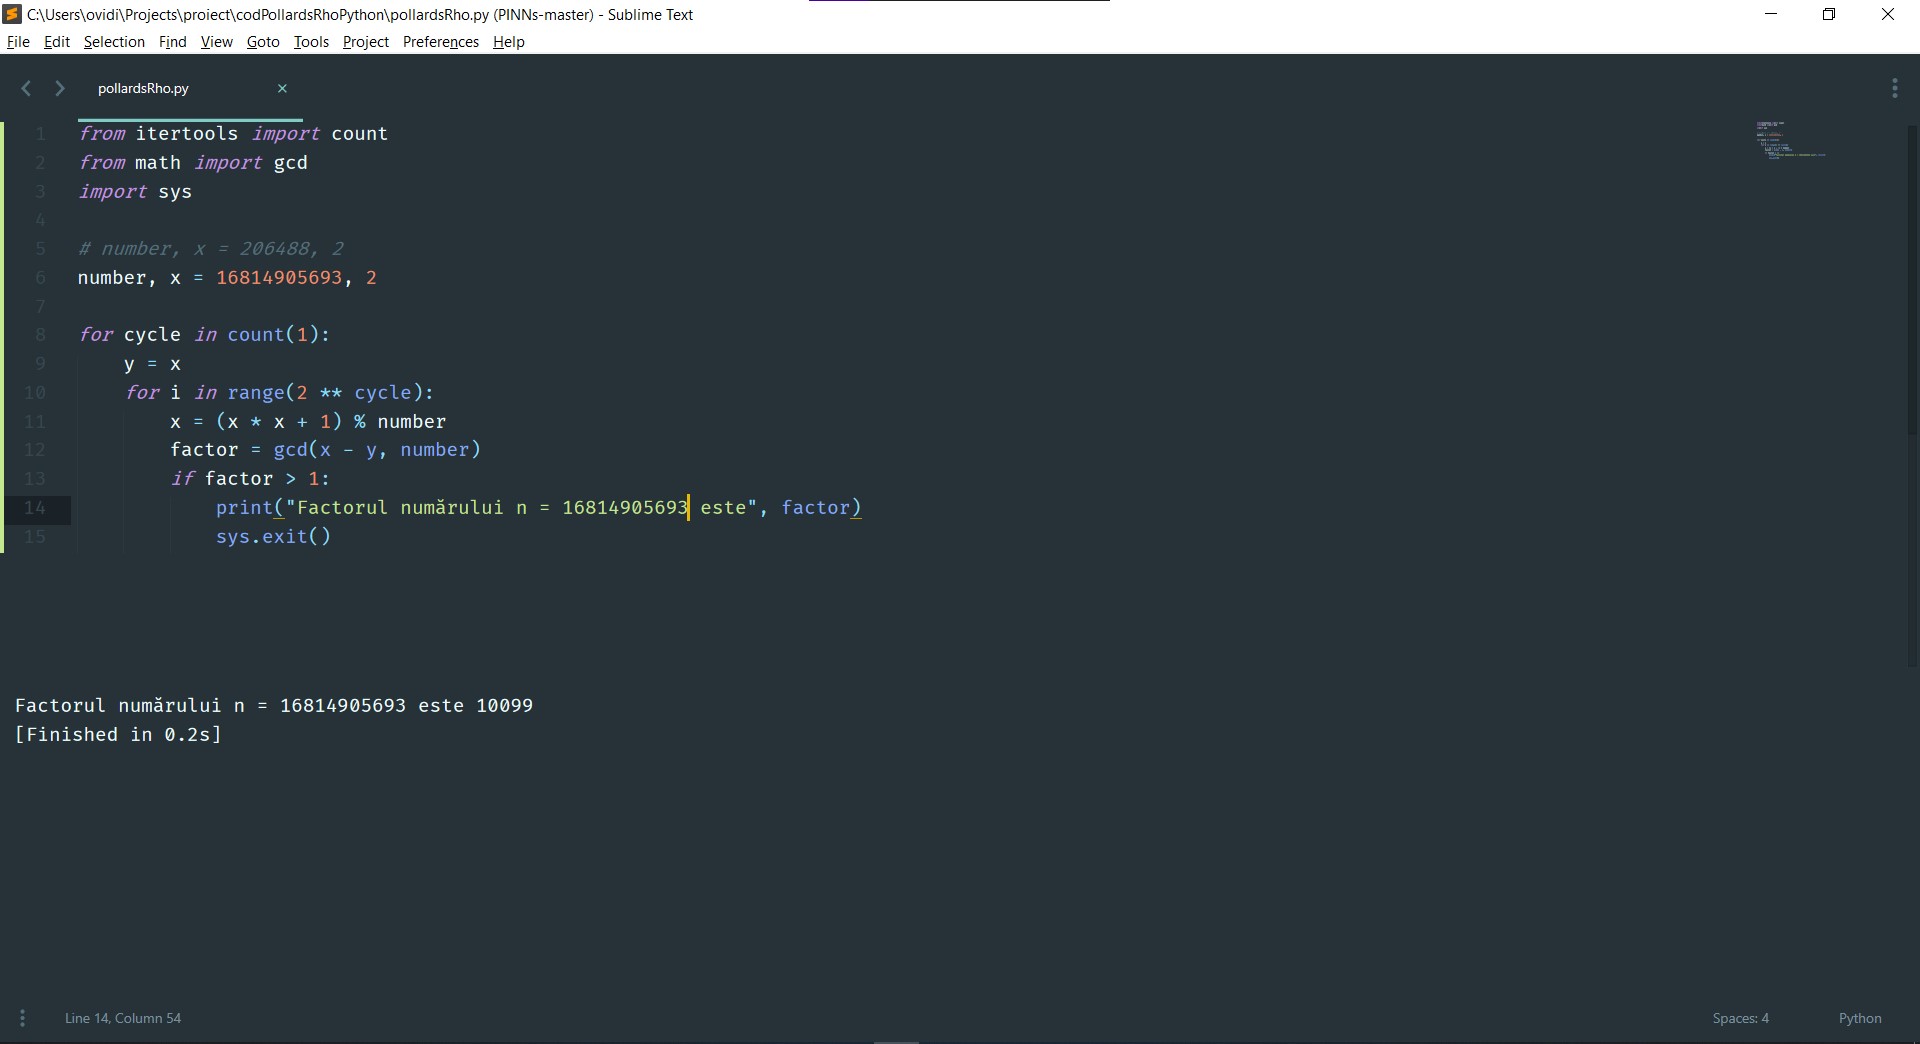 C:\Users\ovidi\Projects\proiect\codPollardsRhoPython\pollardsRho.py (PINNs-master) - Sublime Text
File Edit Selection Find View Goto Tools Project Preferences Help
pollardsRho.py
1 from itertools import count
2 from math import gcd
3 import sys
4
5 # number, x = 206488, 2
6 number, x = 16814905693, 2
7
8 for cycle in count(1):
9     y = x
10     for i in range(2 ** cycle):
11         x = (x * x + 1) % number
12         factor = gcd(x - y, number)
13         if factor > 1:
14             print("Factorul numărului n = 16814905693 este", factor)
15             sys.exit()
Factorul numărului n = 16814905693 este 10099
[Finished in 0.2s]
Line 14, Column 54 Spaces: 4 Python